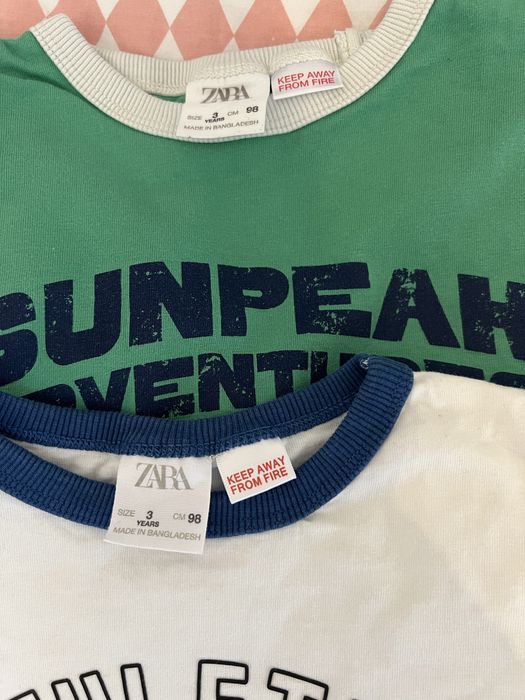 ZARA
SIZE 3 YEARS CM 98
MADE IN BANGLADESH
KEEP AWAY
FROM FIRE
SUNPEAK
ZARA
SIZE 3 YEARS CM 98
MADE IN BANGLADESH
KEEP AWAY
FROM FIRE